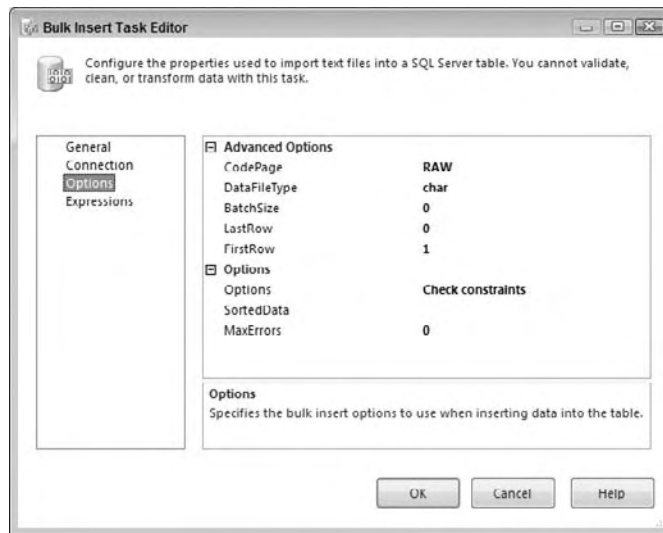 Bulk Insert Task Editor
Configure the properties used to import text files into a SQL Server table. You cannot validate,
clean, or transform data with this task.
General
Connection
Options
Expressions
Advanced Options
CodePage RAW
DataFileType char
BatchSize 0
LastRow 0
FirstRow 1
Options
Options Check constraints
SortedData
MaxErrors 0
Options
Specifies the bulk insert options to use when inserting data into the table.
OK Cancel Help